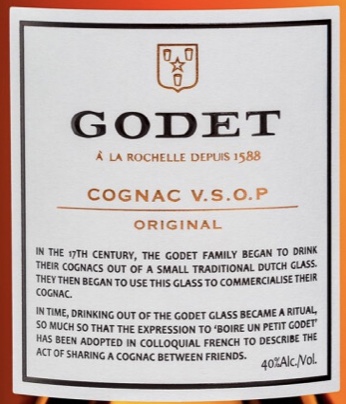 GODET
À LA ROCHELLE DEPUIS 1588
COGNAC V.S.O.P
ORIGINAL
IN THE 17TH CENTURY, THE GODET FAMILY BEGAN TO DRINK
THEIR COGNACS OUT OF A SMALL TRADITIONAL DUTCH GLASS.
THEY THEN BEGAN TO USE THIS GLASS TO COMMERCIALISE THEIR
COGNAC.
IN TIME, DRINKING OUT OF THE GODET GLASS BECAME A RITUAL,
SO MUCH SO THAT THE EXPRESSION TO 'BOIRE UN PETIT GODET'
HAS BEEN ADOPTED IN COLLOQUIAL FRENCH TO DESCRIBE THE
ACT OF SHARING A COGNAC BETWEEN FRIENDS.
40%Alc./Vol.